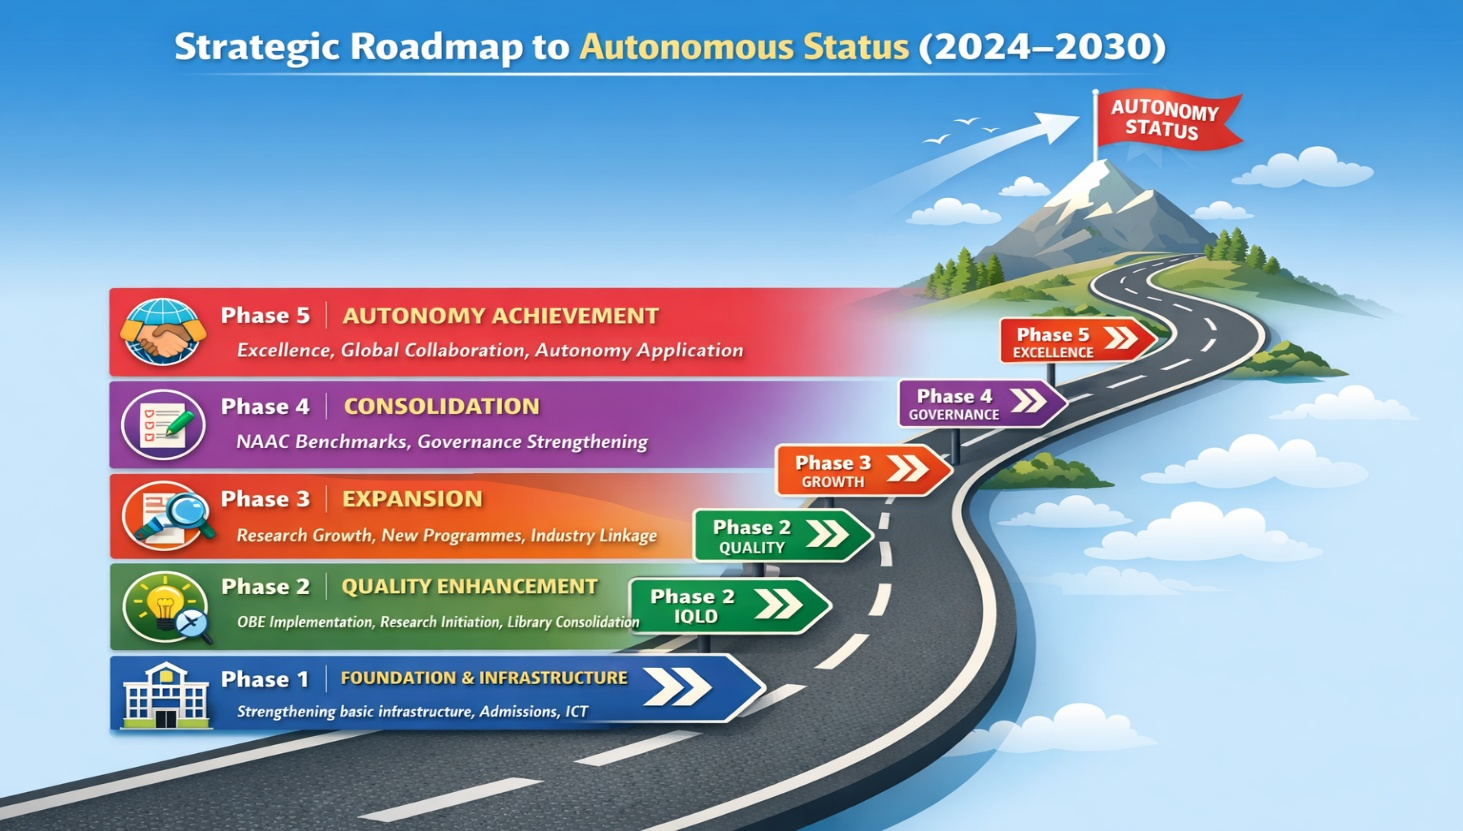 Strategic Roadmap to Autonomous Status (2024–2030)
AUTONOMY
STATUS
Phase 5 | AUTONOMY ACHIEVEMENT
Excellence, Global Collaboration, Autonomy Application
Phase 5
EXCELLENCE
Phase 4 | CONSOLIDATION
NAAC Benchmarks, Governance Strengthening
Phase 4
GOVERNANCE
Phase 3 | EXPANSION
Research Growth, New Programmes, Industry Linkage
Phase 3
GROWTH
Phase 2
QUALITY
Phase 2 | QUALITY ENHANCEMENT
OBE Implementation, Research Initiation, Library Consolidation
Phase 2
IQLD
Phase 1 | FOUNDATION & INFRASTRUCTURE
Strengthening basic infrastructure, Admissions, ICT